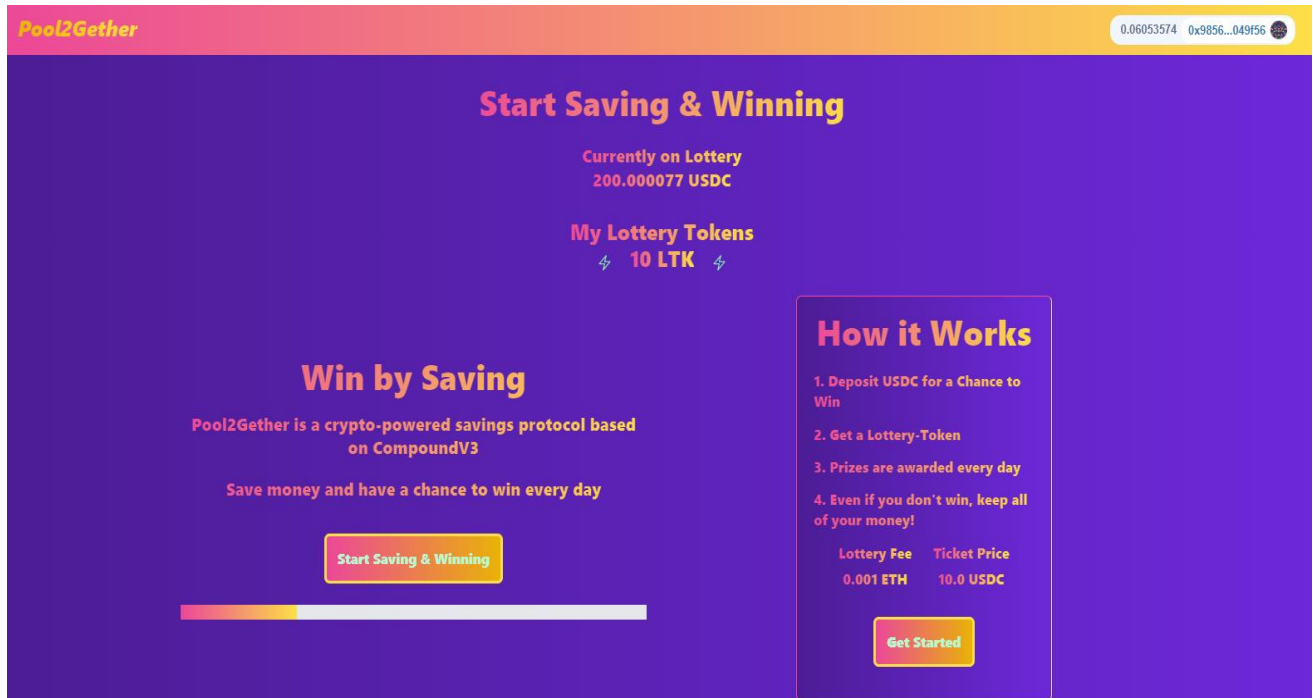 Pool2Gether
0.06053574 0x9856...049f56
Start Saving & Winning
Currently on Lottery
200.000077 USDC
My Lottery Tokens
10 LTK
Win by Saving
Pool2Gether is a crypto-powered savings protocol based
on CompoundV3
Save money and have a chance to win every day
Start Saving & Winning
How it Works
1. Deposit USDC for a Chance to
Win
2. Get a Lottery-Token
3. Prizes are awarded every day
4. Even if you don't win, keep all
of your money!
Lottery Fee Ticket Price
0.001 ETH 10.0 USDC
Get Started